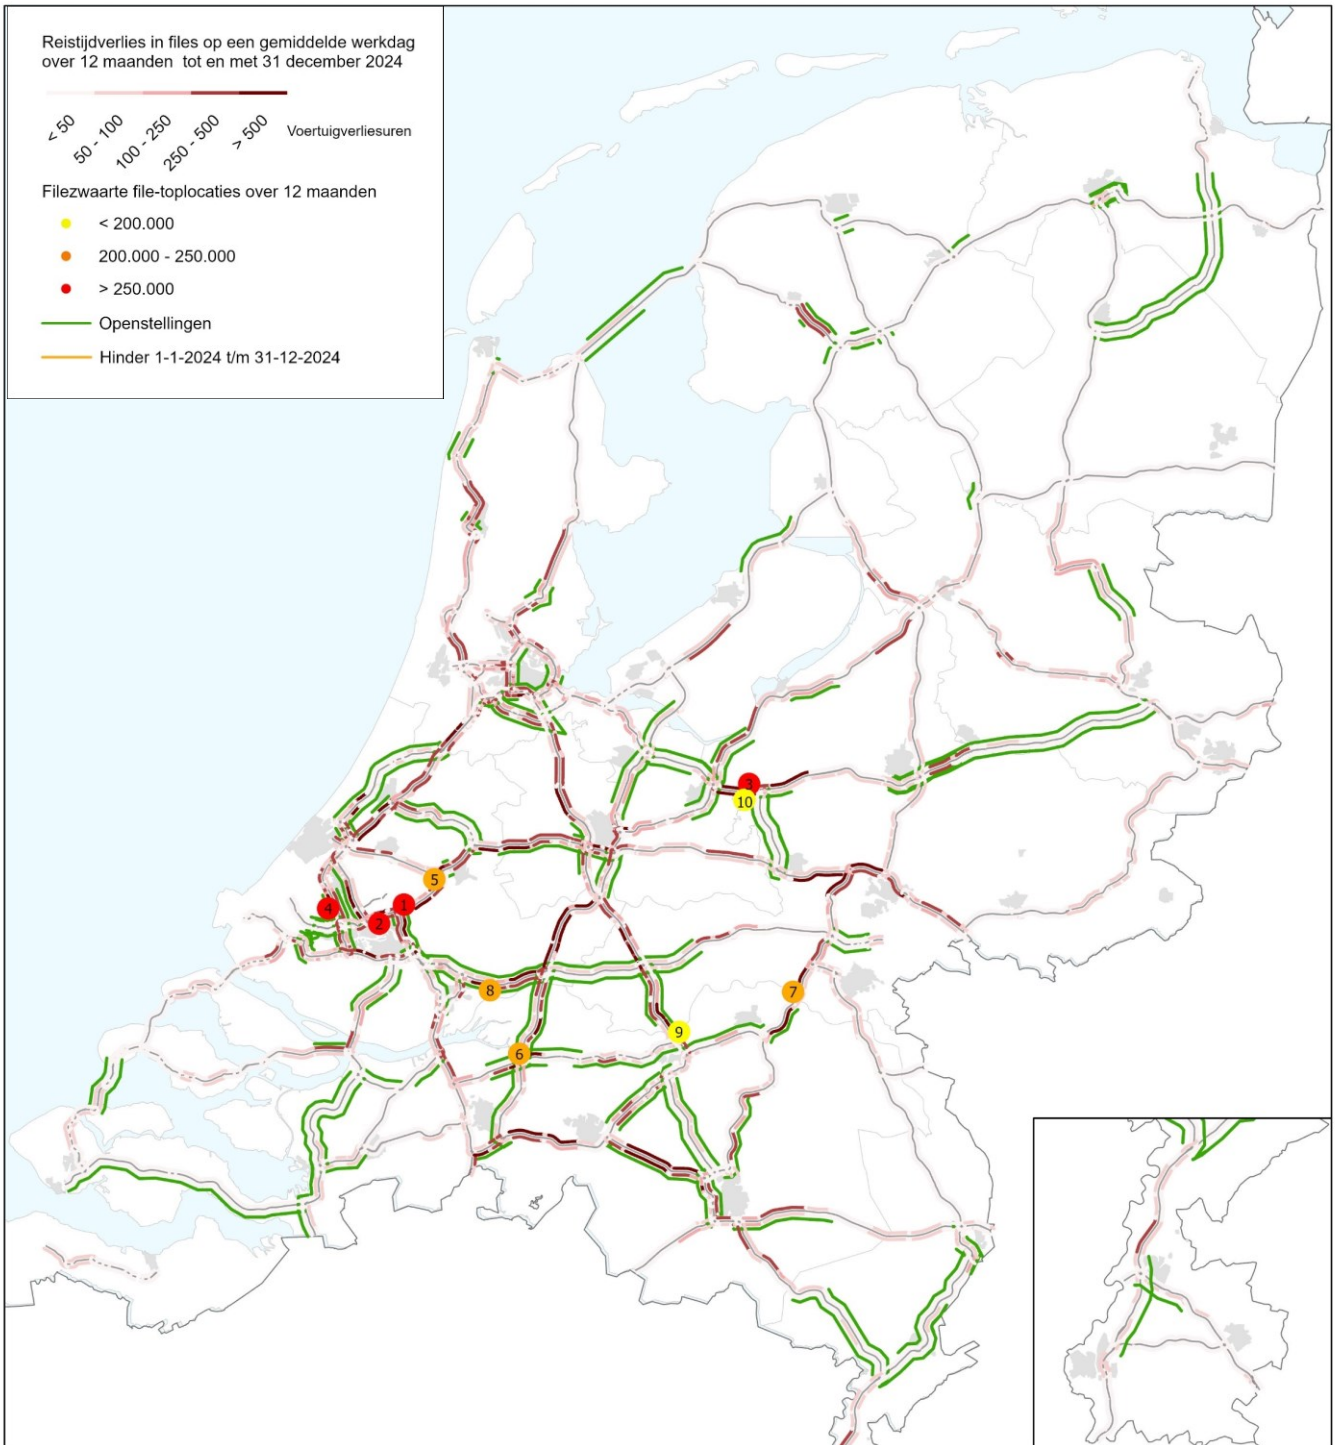 Reistijdverlies in files op een gemiddelde werkdag
over 12 maanden tot en met 31 december 2024
< 50
50 - 100
100 - 250
250 - 500
> 500
Voertuigverliesuren
Filezwaarte file-toplocaties over 12 maanden
< 200.000
200.000 - 250.000
> 250.000
Openstellingen
Hinder 1-1-2024 t/m 31-12-2024
3
10
5
1
4
2
8
7
9
6